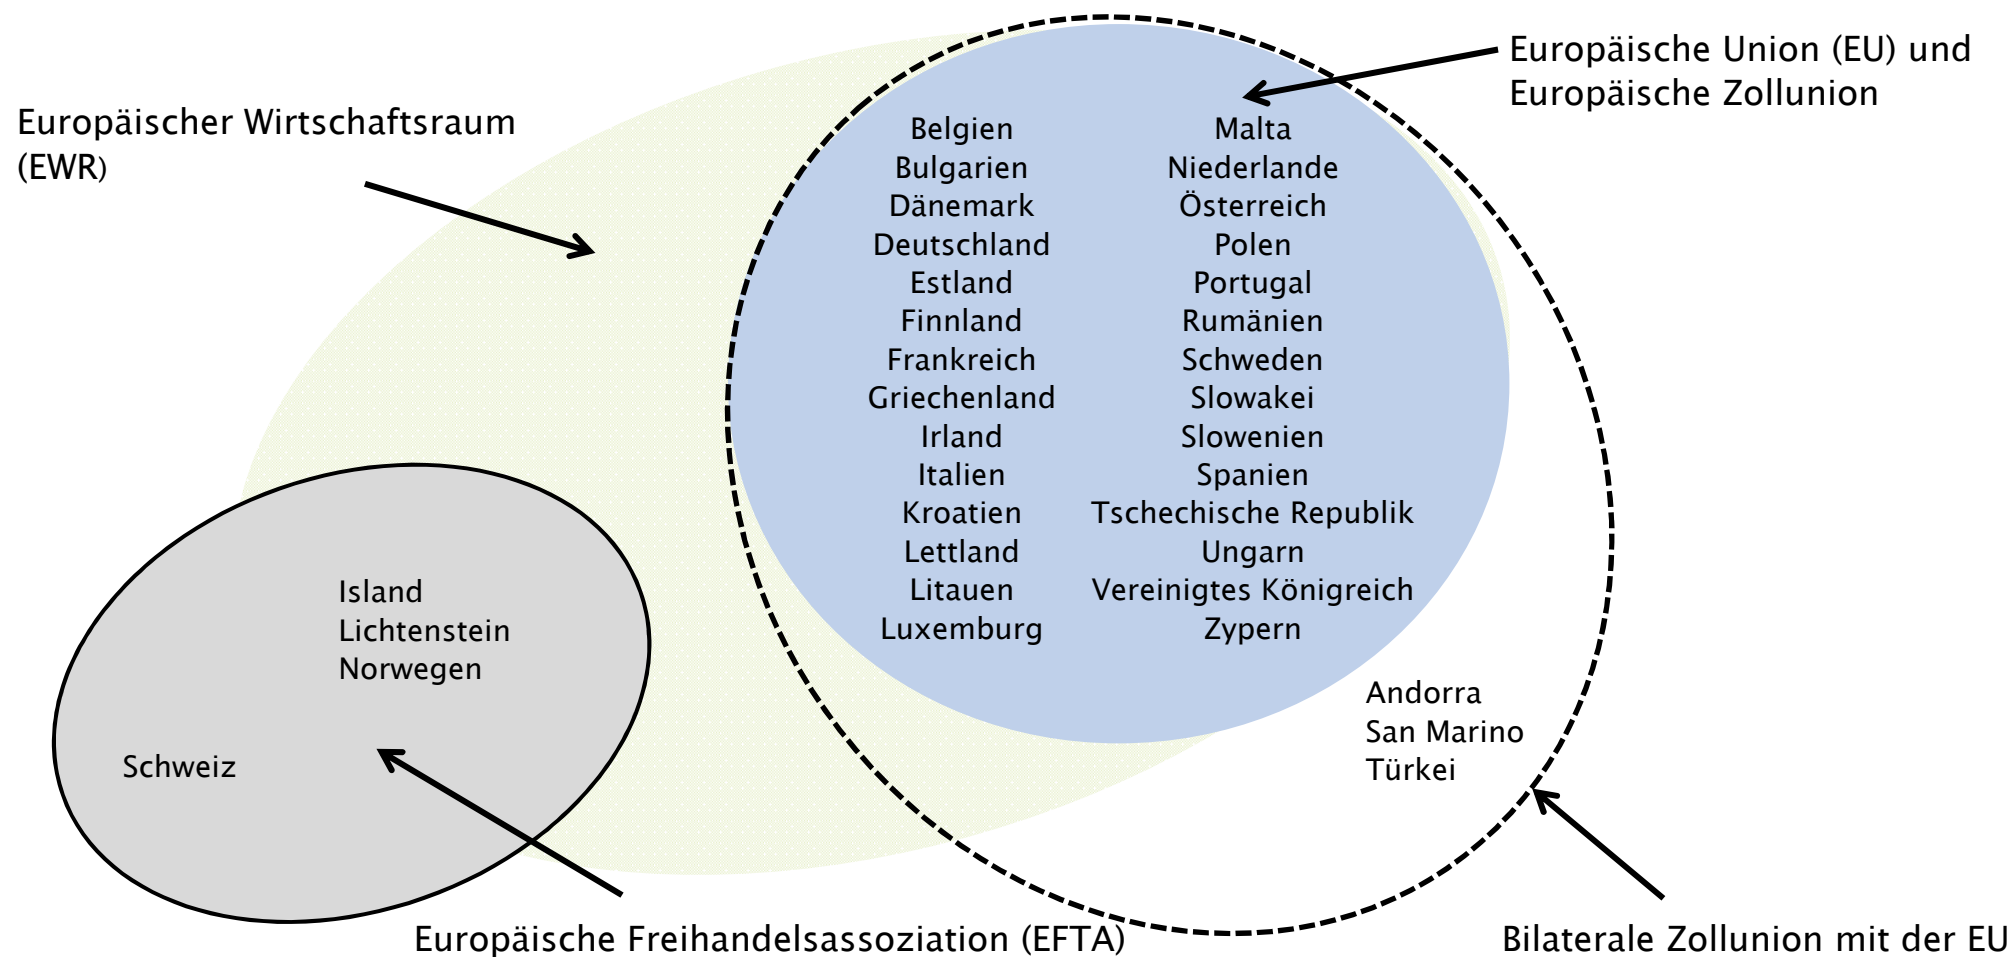 Europäische Union (EU) und
Europäische Zollunion
Europäischer Wirtschaftsraum
(EWR)
Belgien
Bulgarien
Dänemark
Deutschland
Estland
Finnland
Frankreich
Griechenland
Irland
Italien
Kroatien
Lettland
Litauen
Luxemburg
Malta
Niederlande
Österreich
Polen
Portugal
Rumänien
Schweden
Slowakei
Slowenien
Spanien
Tschechische Republik
Ungarn
Vereinigtes Königreich
Zypern
Island
Lichtenstein
Norwegen
Schweiz
Andorra
San Marino
Türkei
Europäische Freihandelsassoziation (EFTA)
Bilaterale Zollunion mit der EU